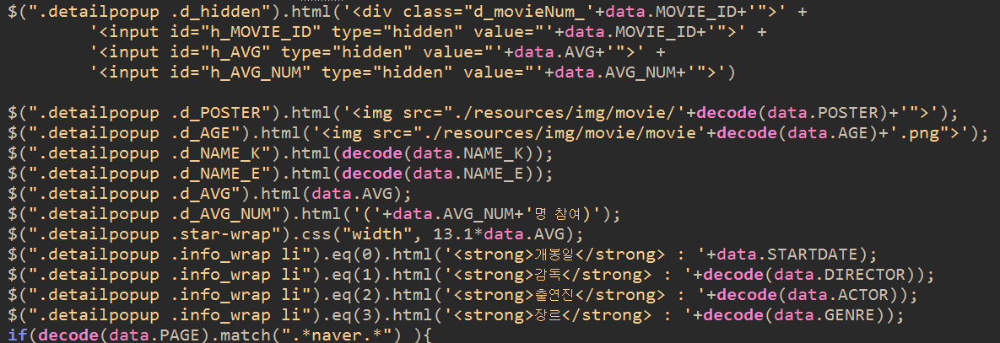 $(".detailpopup .d_hidden").html('<div class="d_movieNum_'+data.MOVIE_ID+'">' +
'<input id="h_MOVIE_ID" type="hidden" value="'+data.MOVIE_ID+'">' +
'<input id="h_AVG" type="hidden" value="'+data.AVG+'">' +
'<input id="h_AVG_NUM" type="hidden" value="'+data.AVG_NUM+'">')
$(".detailpopup .d_POSTER").html('<img src="./resources/img/movie/'+decode(data.POSTER)+'">');
$(".detailpopup .d_AGE").html('<img src="./resources/img/movie/movie'+decode(data.AGE)+'.png">');
$(".detailpopup .d_NAME_K").html(decode(data.NAME_K));
$(".detailpopup .d_NAME_E").html(decode(data.NAME_E));
$(".detailpopup .d_AVG").html(data.AVG);
$(".detailpopup .d_AVG_NUM").html('('+data.AVG_NUM+'명 참여)');
$(".detailpopup .star-wrap").css("width", 13.1*data.AVG);
$(".detailpopup .info_wrap li").eq(0).html('<strong>개봉일</strong> : '+data.STARTDATE);
$(".detailpopup .info_wrap li").eq(1).html('<strong>감독</strong> : '+decode(data.DIRECTOR));
$(".detailpopup .info_wrap li").eq(2).html('<strong>출연진</strong> : '+decode(data.ACTOR));
$(".detailpopup .info_wrap li").eq(3).html('<strong>장르</strong> : '+decode(data.GENRE));
if(decode(data.PAGE).match(".*naver.*") ){